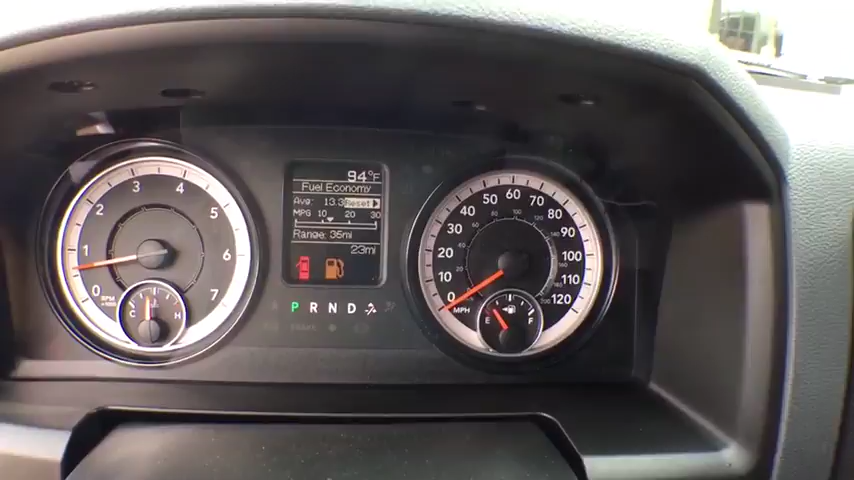 94°F
Fuel Economy
Avg: 13.3 Reset
MPG 10 20 30
Range: 35mi
23mi
P R N D
0 1 2 3 4 5 6 7
RPM
C H
0 10 20 30 40 50 60 70 80 90 100 110 120
MPH
E F